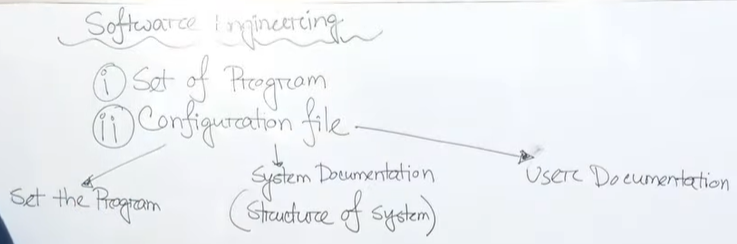 Software Engineering
(i) Set of Program
(ii) Configuration file
Set the Program
System Documentation
(Structure of System)
User Documentation